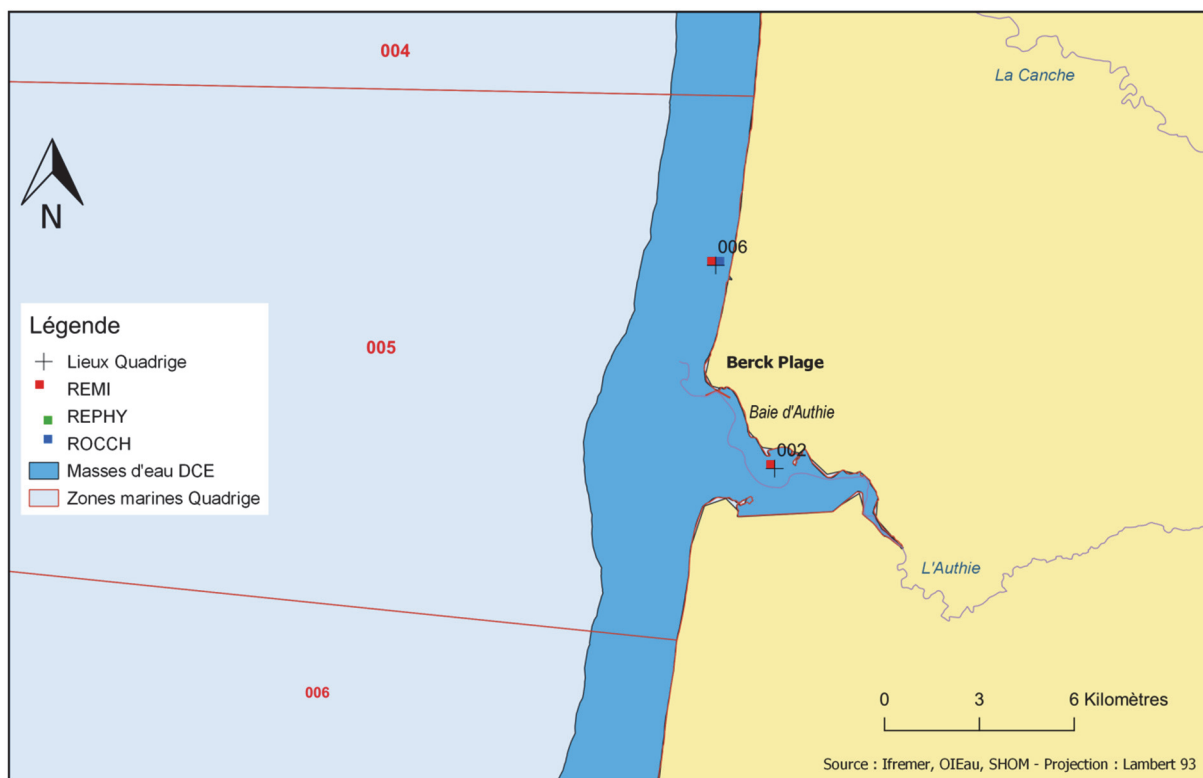 004
La Canche
N
006
Légende
Lieux Quadrige
REMI
REPHY
ROCCH
Masses d'eau DCE
Zones marines Quadrige
005
Berck Plage
Baie d'Authie
002
L'Authie
006
0 3 6 Kilomètres
Source : Ifremer, OIEau, SHOM - Projection : Lambert 93